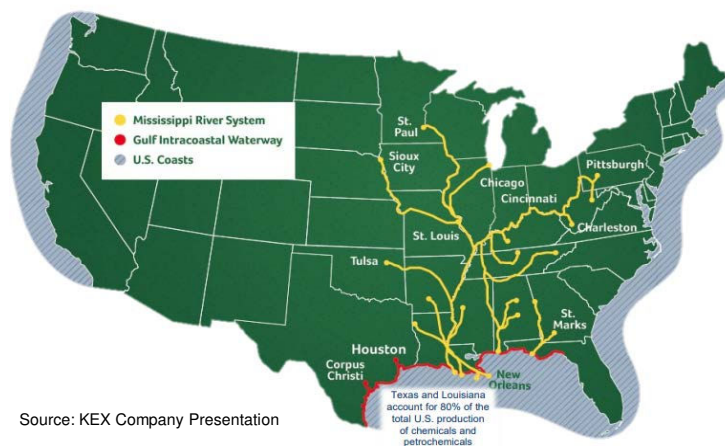 Mississippi River System
Gulf Intracoastal Waterway
U.S. Coasts
St.
Paul
Sioux
City
Chicago
Pittsburgh
Cincinnati
St. Louis
Charleston
Tulsa
St.
Marks
Houston
Corpus
Christi
New
Orleans
Texas and Louisiana
account for 80% of the
total U.S. production
of chemicals and
petrochemicals
Source: KEX Company Presentation